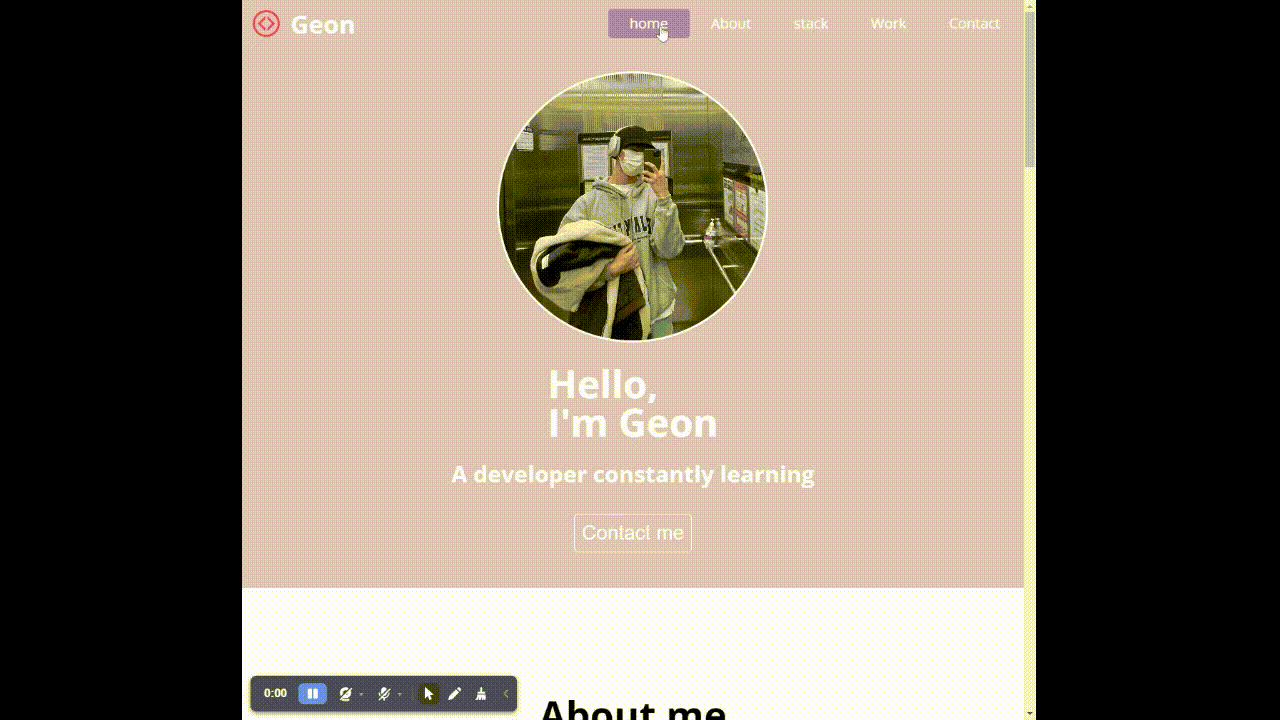 Geon
home
About
stack
Work
Contact
Hello,
I'm Geon
A developer constantly learning
Contact me
0:00
About me